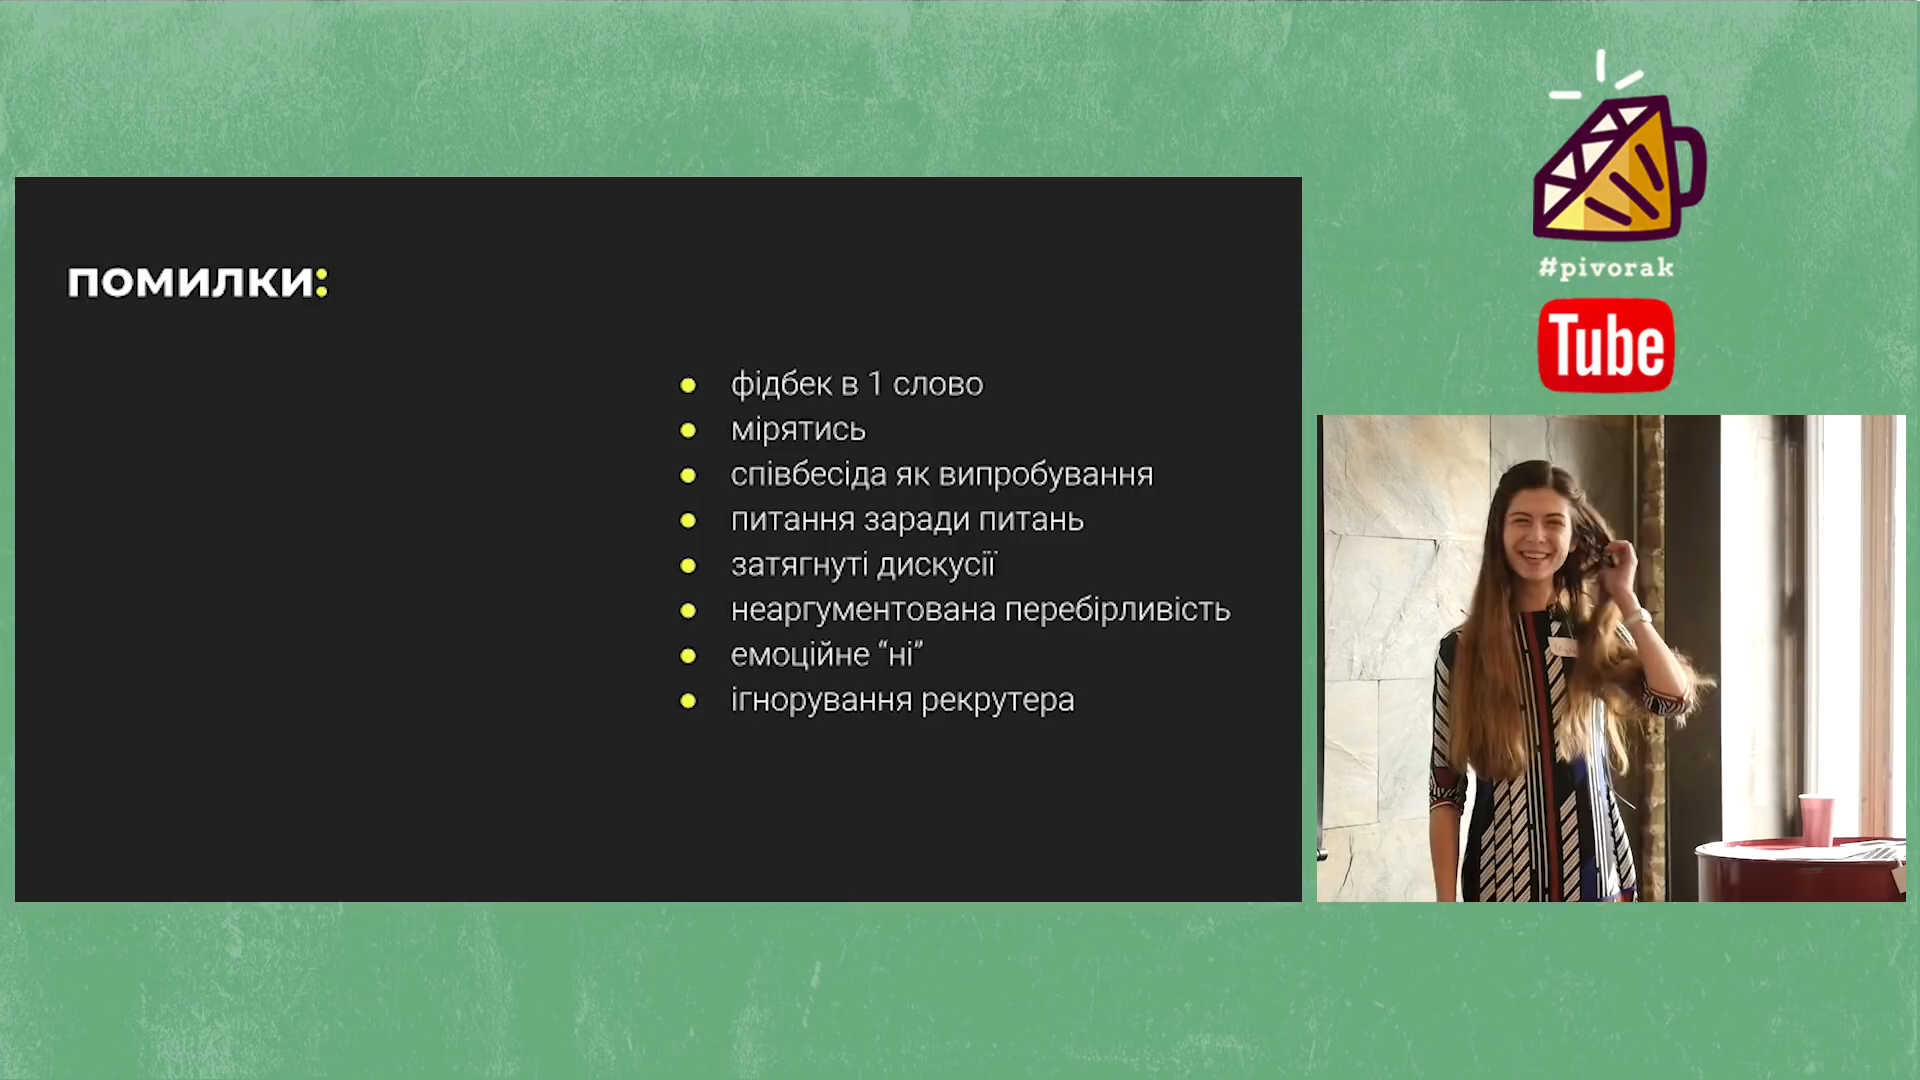 помилки:
фідбек в 1 слово
мірятись
співбесіда як випробування
питання заради питань
затягнуті дискусії
неаргументована перебірливість
емоційне “ні”
ігнорування рекрутера
#pivorak
Tube